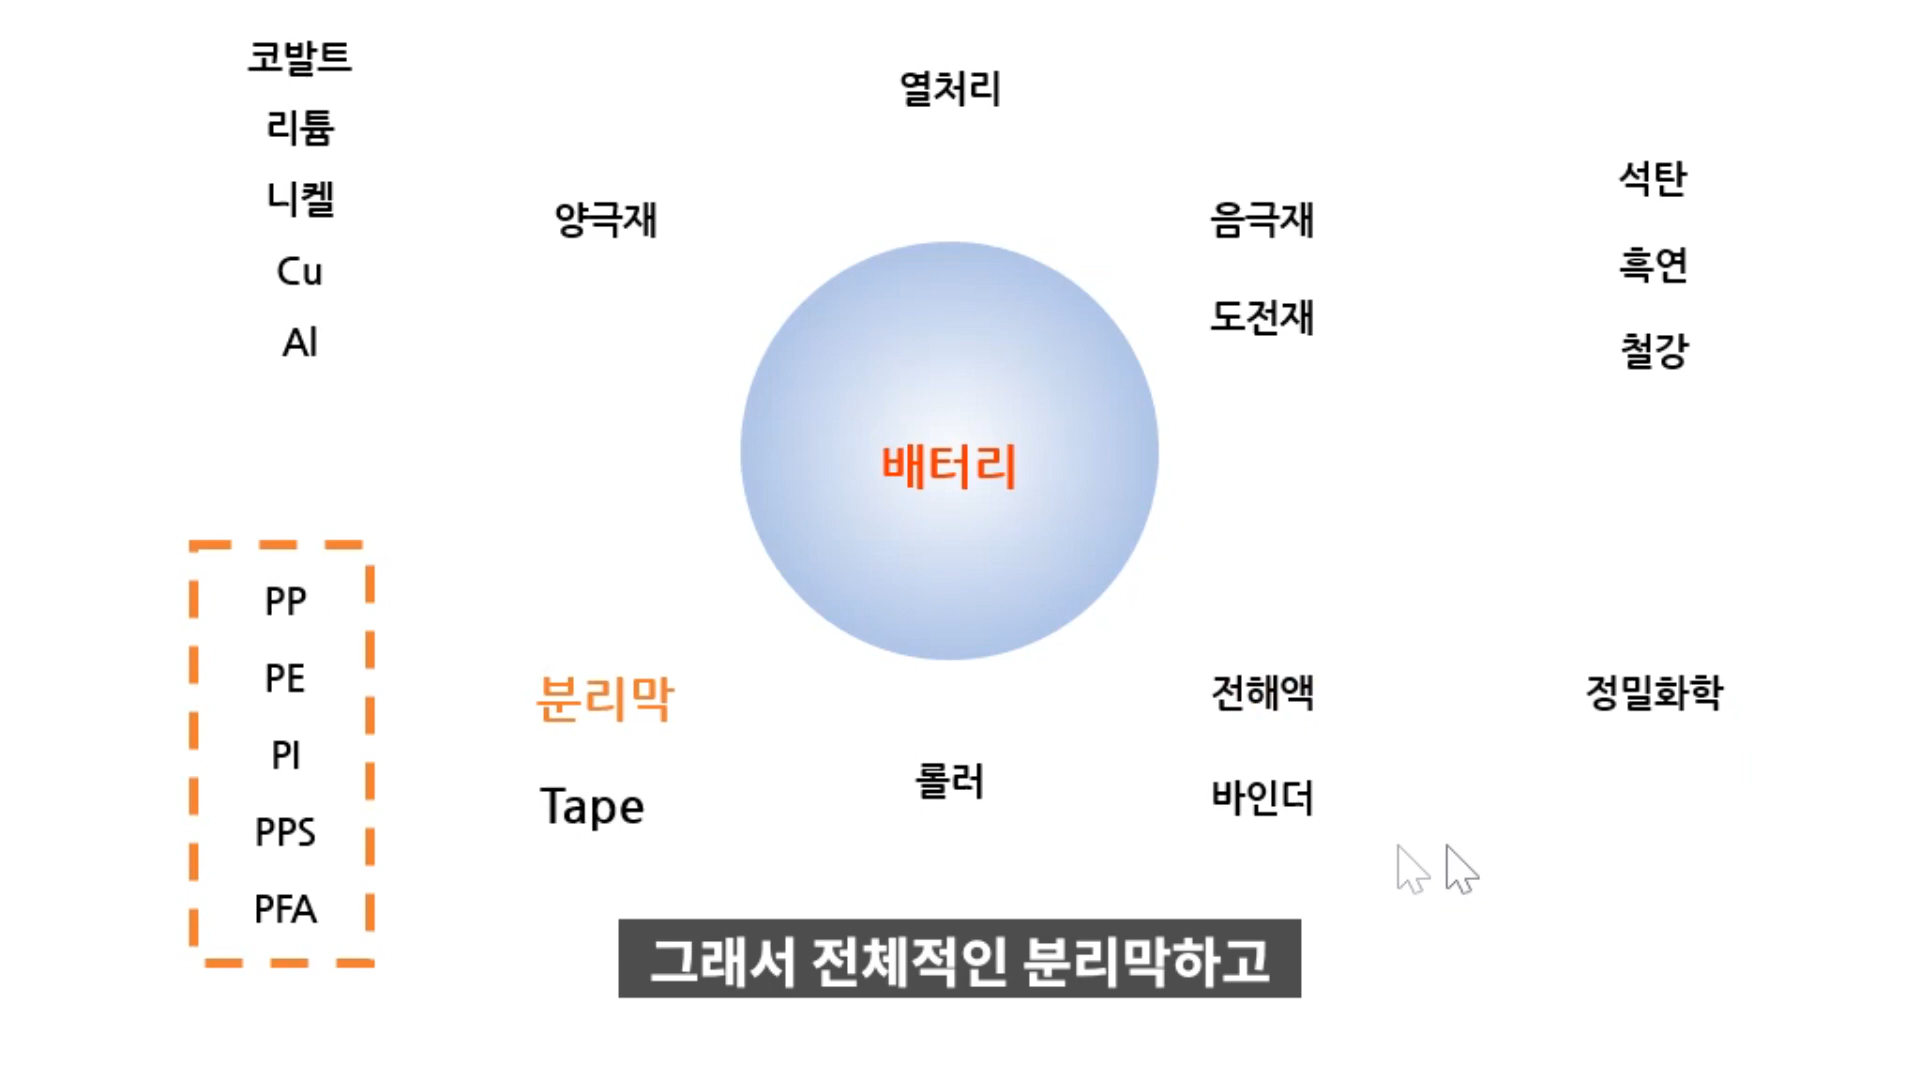 코발트
리튬
니켈
Cu
Al
열처리
양극재
음극재
도전재
석탄
흑연
철강
배터리
PP
PE
PI
PPS
PFA
분리막
Tape
롤러
전해액
바인더
정밀화학
그래서 전체적인 분리막하고